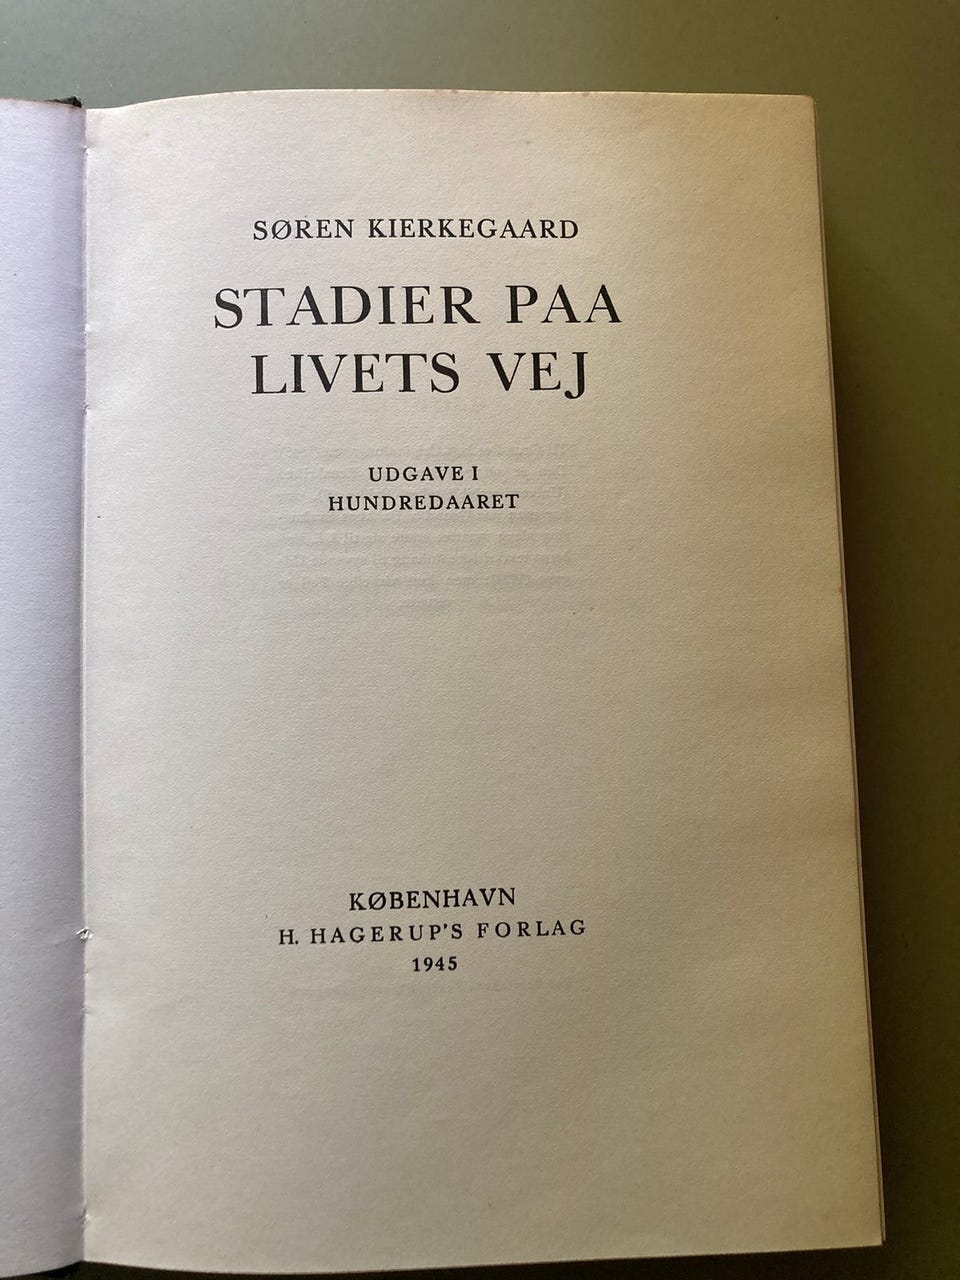 SØREN KIERKEGAARD
STADIER PAA
LIVETS VEJ
UDGAVE I
HUNDREDAARET
KØBENHAVN
H. HAGERUP'S FORLAG
1945